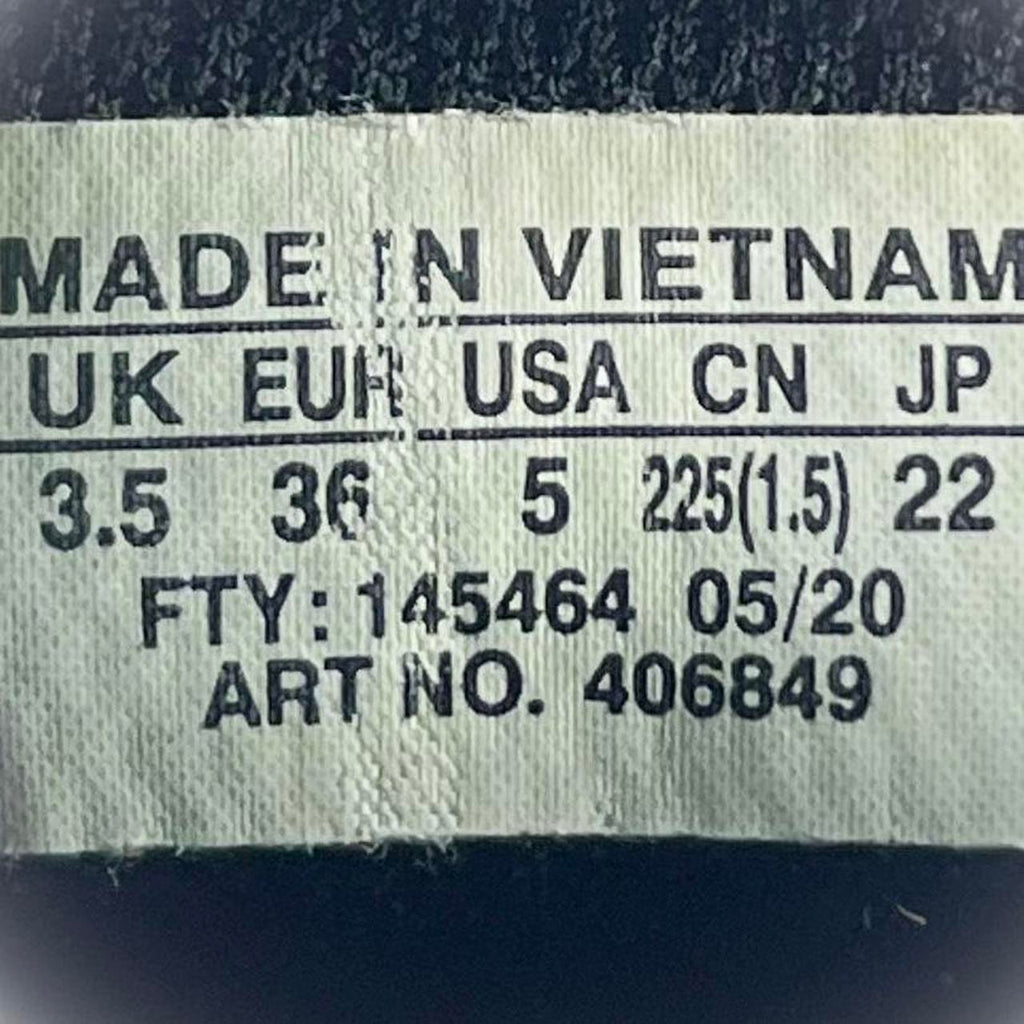 MADE IN VIETNAM
UK EUR USA CN JP
3.5 36 5 225(1.5) 22
FTY: 145464 05/20
ART NO. 406849